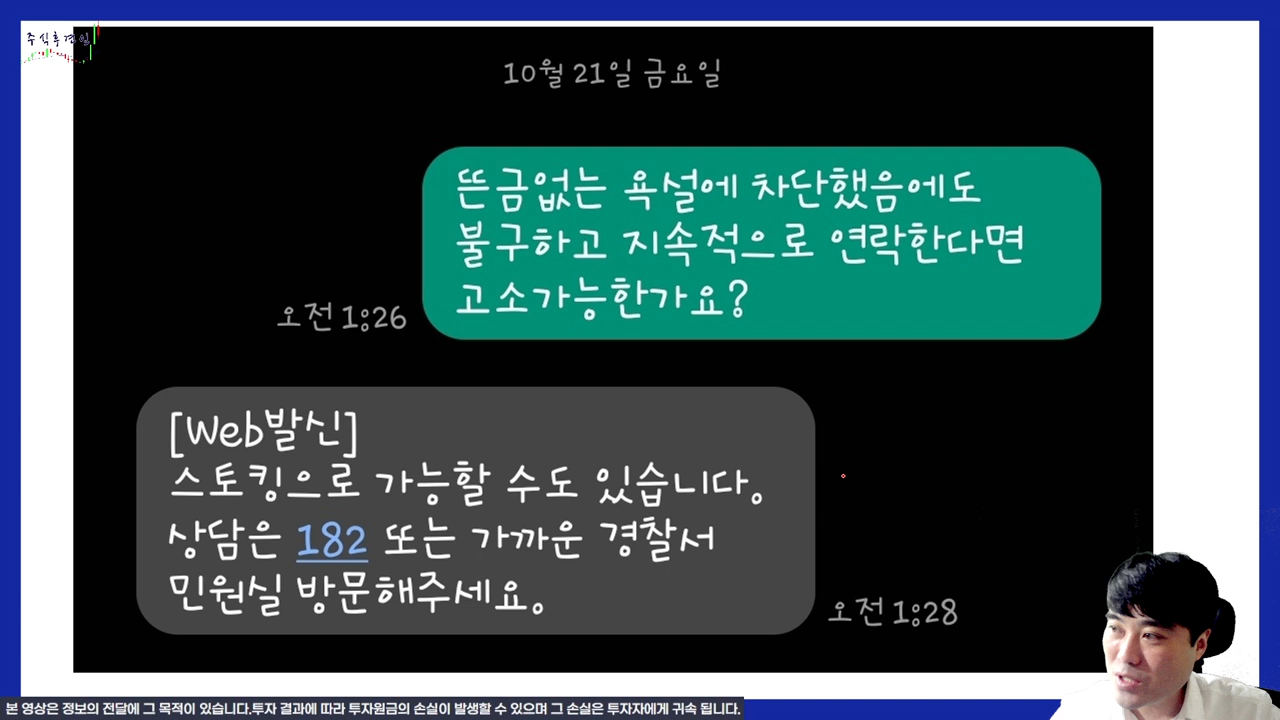 주식후견인
10월 21일 금요일
뜬금없는 욕설에 차단했음에도
불구하고 지속적으로 연락한다면
고소가능한가요?
오전 1:26
[Web발신]
스토킹으로 가능할 수도 있습니다.
상담은 182 또는 가까운 경찰서
민원실 방문해주세요.
오전 1:28
본 영상은 정보의 전달에 그 목적이 있습니다.투자 결과에 따라 투자원금의 손실이 발생할 수 있으며 그 손실은 투자자에게 귀속 됩니다.